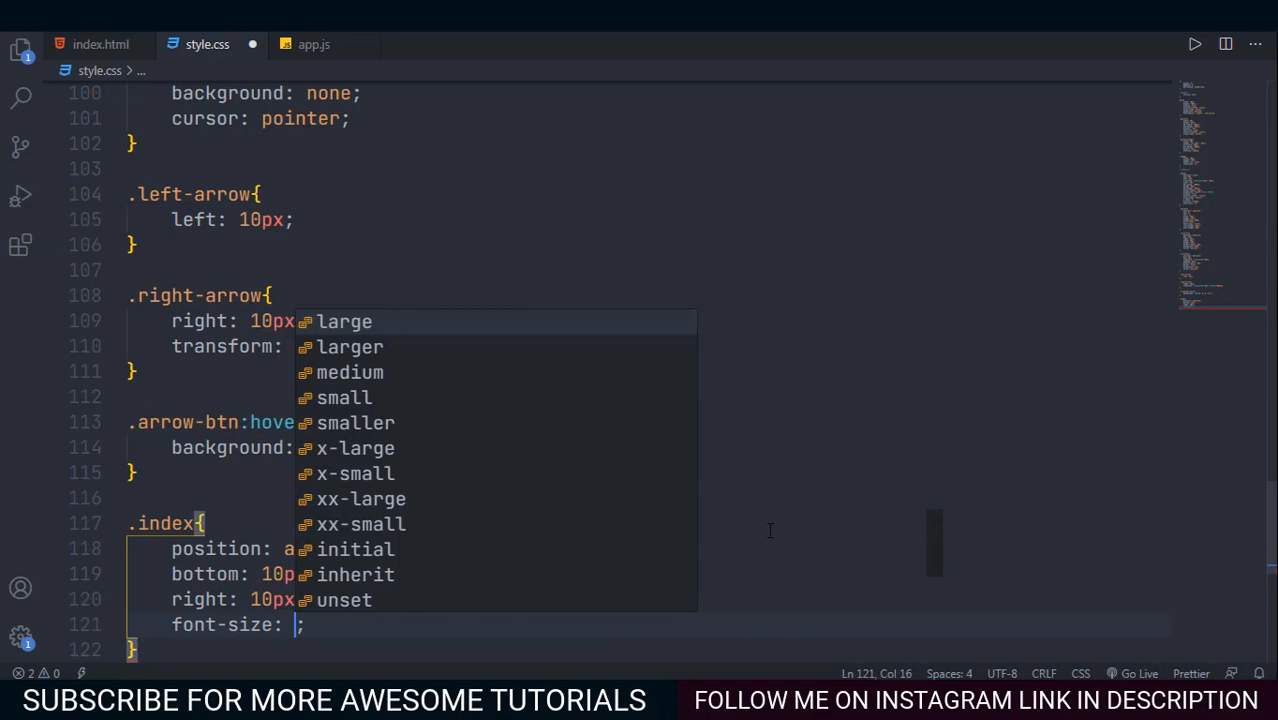 index.html style.css app.js
style.css > ...
100 background: none;
101 cursor: pointer;
102 }
103
104 .left-arrow{
105 left: 10px;
106 }
107
108 .right-arrow{
109 right: 10px
110 transform:
111 }
112
113 .arrow-btn:hove
114 background:
115 }
116
117 .index{
118 position: a
119 bottom: 10p
120 right: 10px
121 font-size: ;
122 }
large
larger
medium
small
smaller
x-large
x-small
xx-large
xx-small
initial
inherit
unset
1
1
2 0 Ln 121, Col 16 Spaces: 4 UTF-8 CRLF CSS Go Live Prettier
SUBSCRIBE FOR MORE AWESOME TUTORIALS FOLLOW ME ON INSTAGRAM LINK IN DESCRIPTION